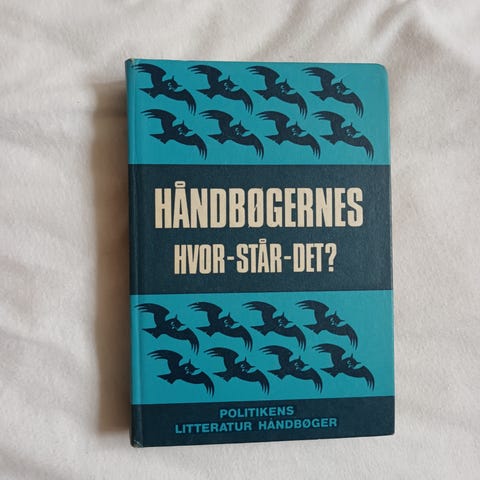 HÅNDBØGERNES
HVOR-STÅR-DET?
POLITIKENS
LITTERATUR HÅNDBØGER